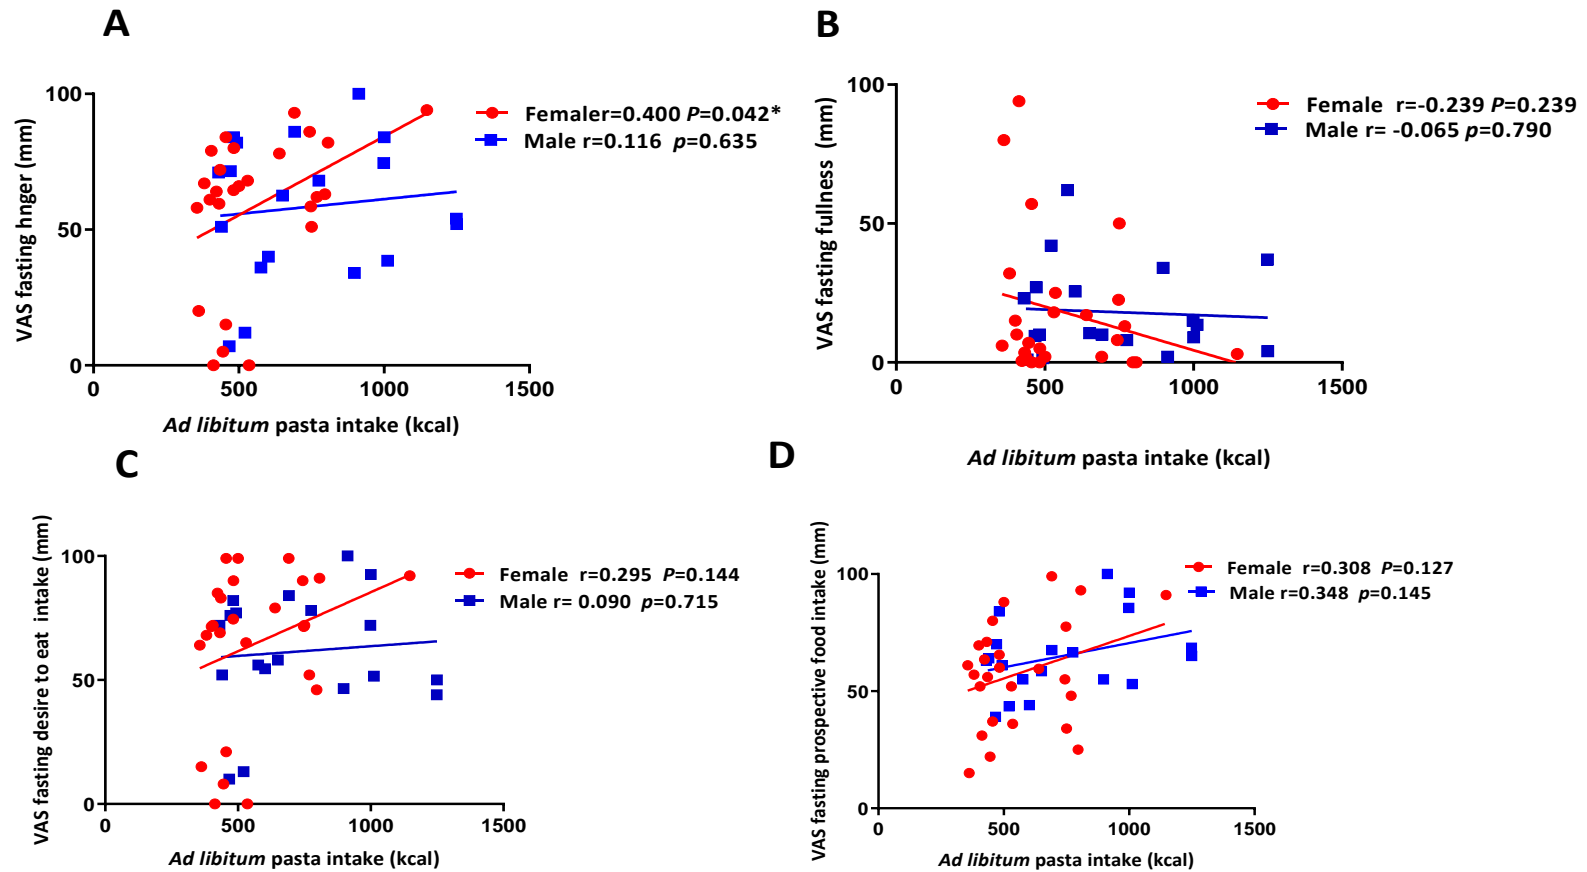 A
VAS fasting hnger (mm)
100
50
0
0 500 1000 1500
Ad libitum pasta intake (kcal)
Femaler=0.400 P=0.042*
Male r=0.116 p=0.635
B
VAS fasting fullness (mm)
100
50
0
0 500 1000 1500
Ad libitum pasta intake (kcal)
Female r=-0.239 P=0.239
Male r= -0.065 p=0.790
C
VAS fasting desire to eat intake (mm)
100
50
0
0 500 1000 1500
Ad libitum pasta intake (kcal)
Female r=0.295 P=0.144
Male r= 0.090 p=0.715
D
VAS fasting prospective food intake (mm)
100
50
0
0 500 1000 1500
Ad libitum pasta intake (kcal)
Female r=0.308 P=0.127
Male r=0.348 p=0.145